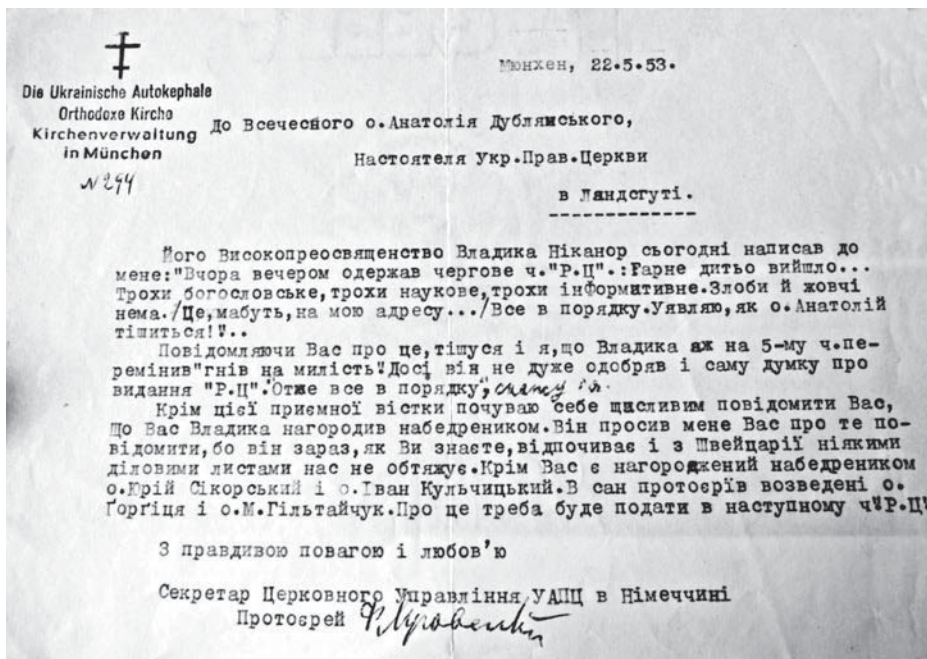 Мюнхен, 22.5.53.
Die Ukrainische Autokephale
Orthodoxe Kirche
Kirchenverwaltung
in München
N 294
До Всечесного о.Анатолія Дублянського,
Настоятеля Укр.Прав.Церкви
в Ляндсгуті.
Його Високопреосвященство Владика Ніканор сьогодні написав до
мене:"Вчора вечером одержав чергове ч."Р.Ц".:Гарне дитьо вийшло...
Трохи богословське,трохи наукове,трохи інформативне.Злоби й жовчі
нема./Це,мабуть,на мою адресу.../Все в порядку.Уявляю,як о.Анатолій
тішиться!"..
Повідомляючи Вас про це,тішуся і я,що Владика аж на 5-му ч.пе-
ремінив"гнів на милість".Досі він не дуже одобряв і саму думку про
видання "Р.Ц".Отже все в порядку", скажу і я.
Крім цієї приємної вістки почуваю себе щасливим повідомити Вас,
що Вас Владика нагородив набедреником.Він просив мене Вас про те по-
відомити,бо він зараз,як Ви знаєте,відпочиває і з Швейцарії ніякими
діловими листами нас не обтяжує.Крім Вас є нагороджений набедреником
о.Юрій Сікорський і о.Іван Кульчицький.В сан протоєрїв возведені о.
Ґорґіця і о.М.Гільтайчук.Про це треба буде подати в наступному ч"Р.Ц"
З правдивою повагою і любов'ю
Секретар Церковного Управління УАПЦ в Німеччині
Протоєрей